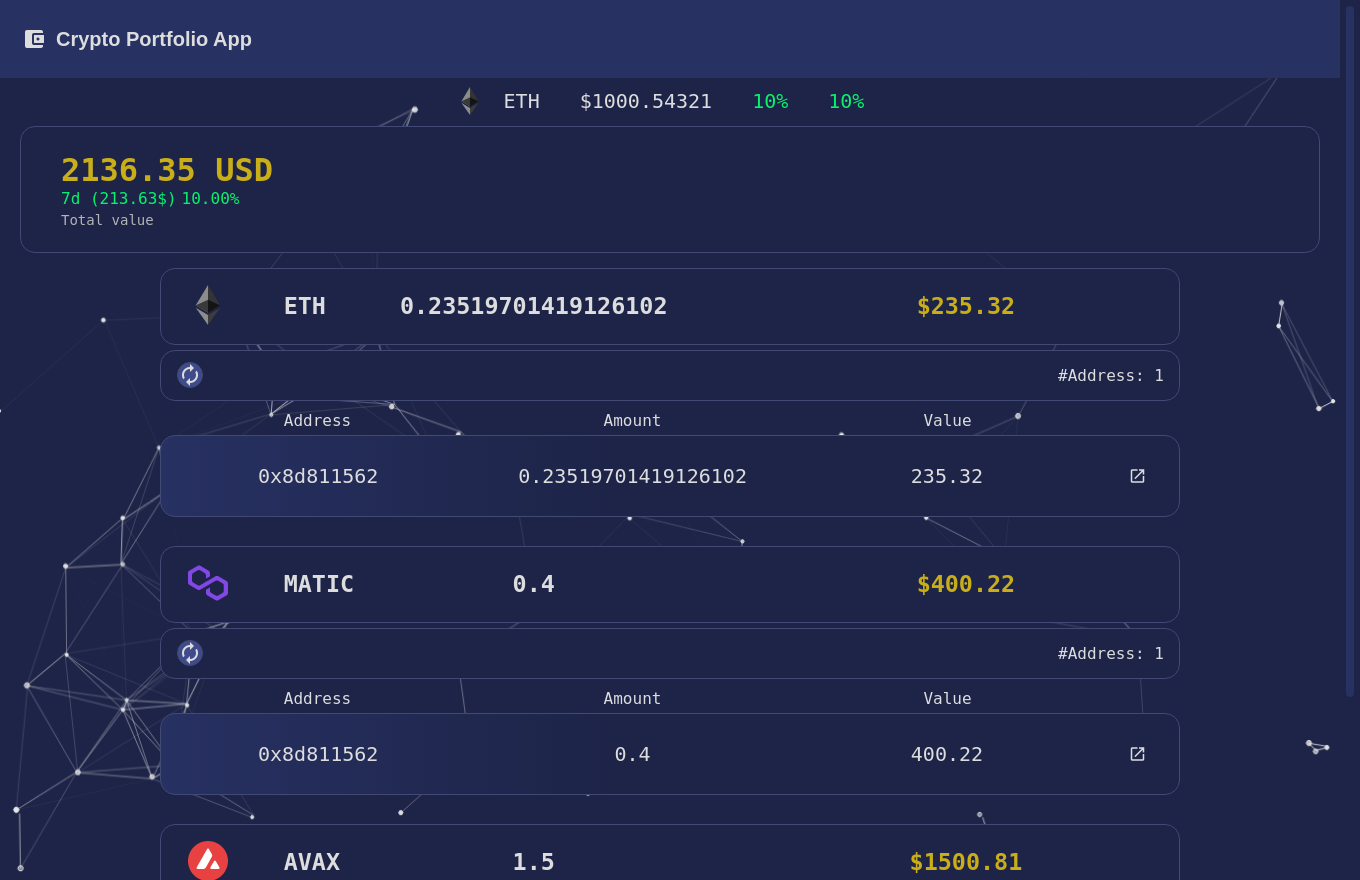 Crypto Portfolio App
ETH $1000.54321 10% 10%
2136.35 USD
7d (213.63$) 10.00%
Total value
ETH 0.23519701419126102 $235.32
#Address: 1
Address Amount Value
0x8d811562 0.23519701419126102 235.32
MATIC 0.4 $400.22
#Address: 1
Address Amount Value
0x8d811562 0.4 400.22
AVAX 1.5 $1500.81